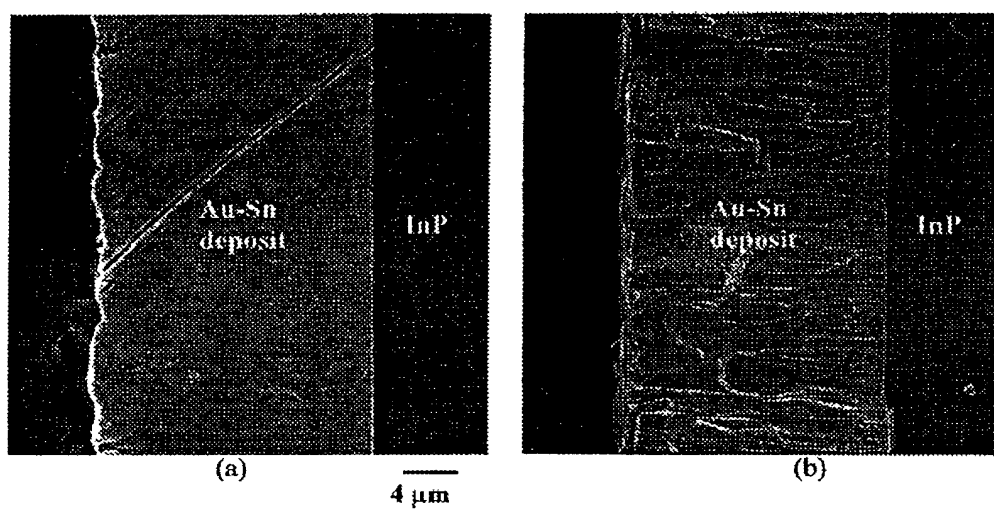 Au-Sn
deposit
InP
Au-Sn
deposit
InP
(a)
(b)
4 μm